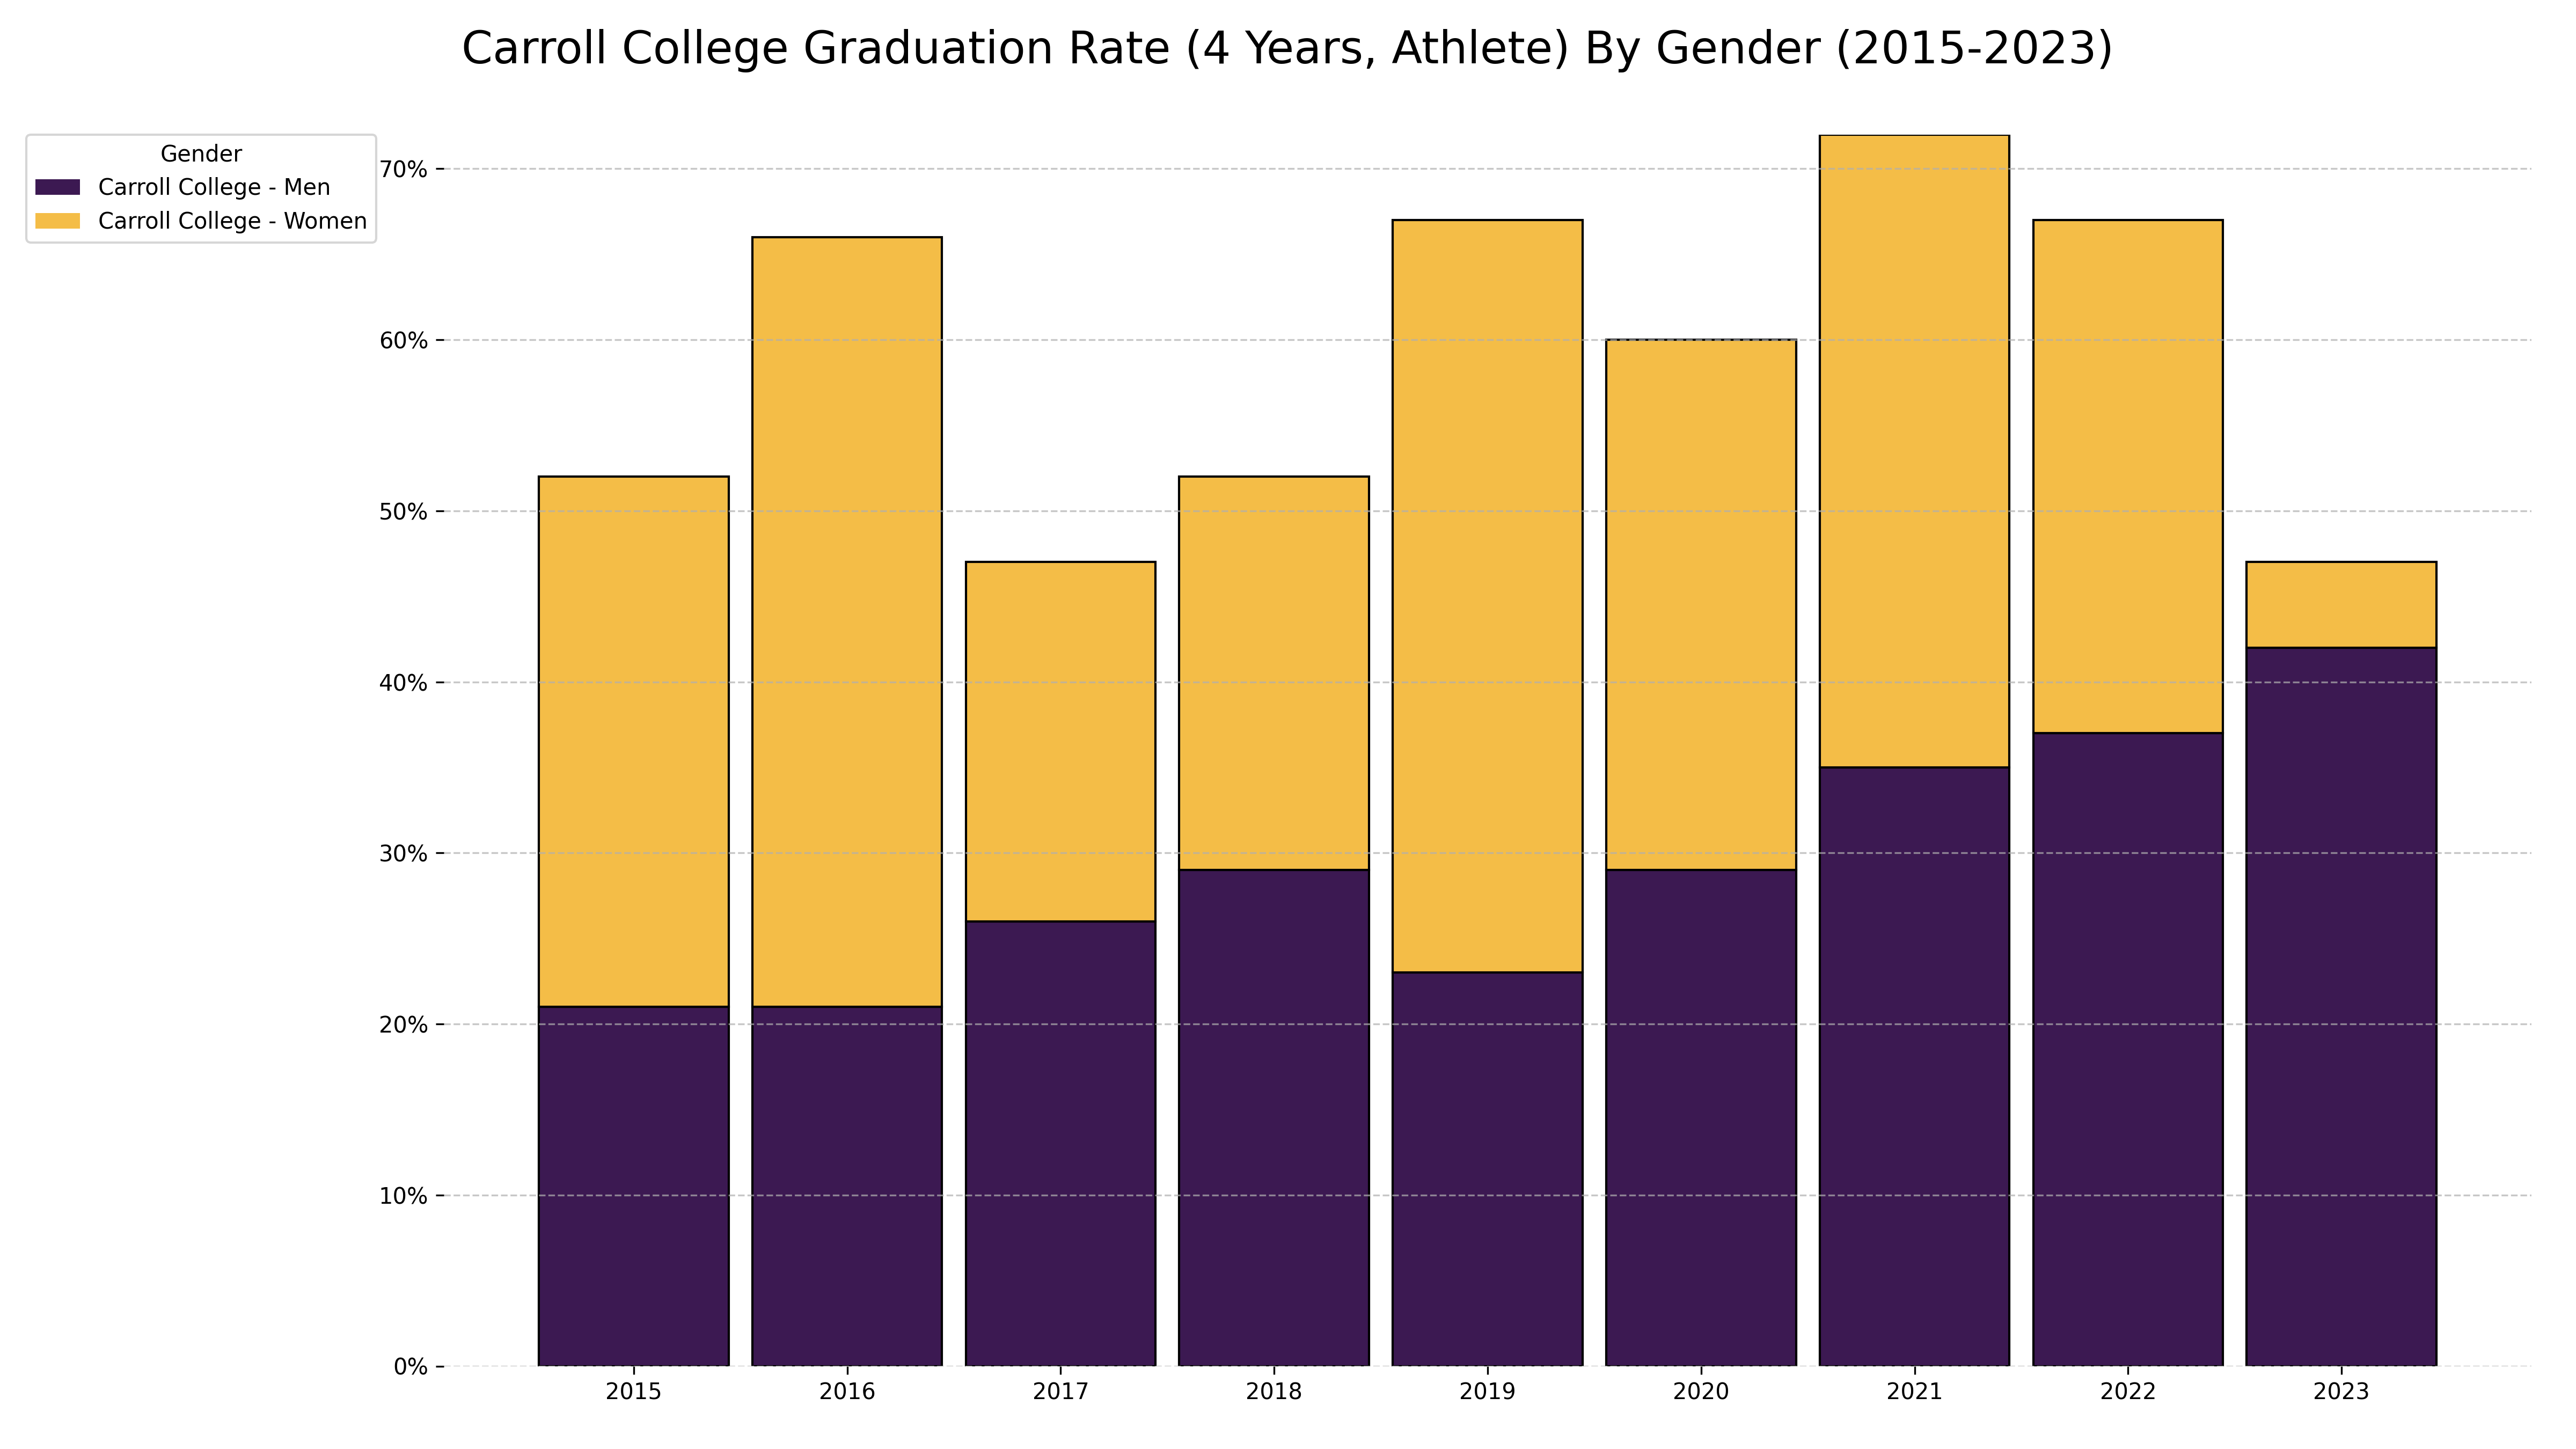 Carroll College Graduation Rate (4 Years, Athlete) By Gender (2015-2023)
Gender
Carroll College - Men
Carroll College - Women
70%
60%
50%
40%
30%
20%
10%
0%
2015 2016 2017 2018 2019 2020 2021 2022 2023